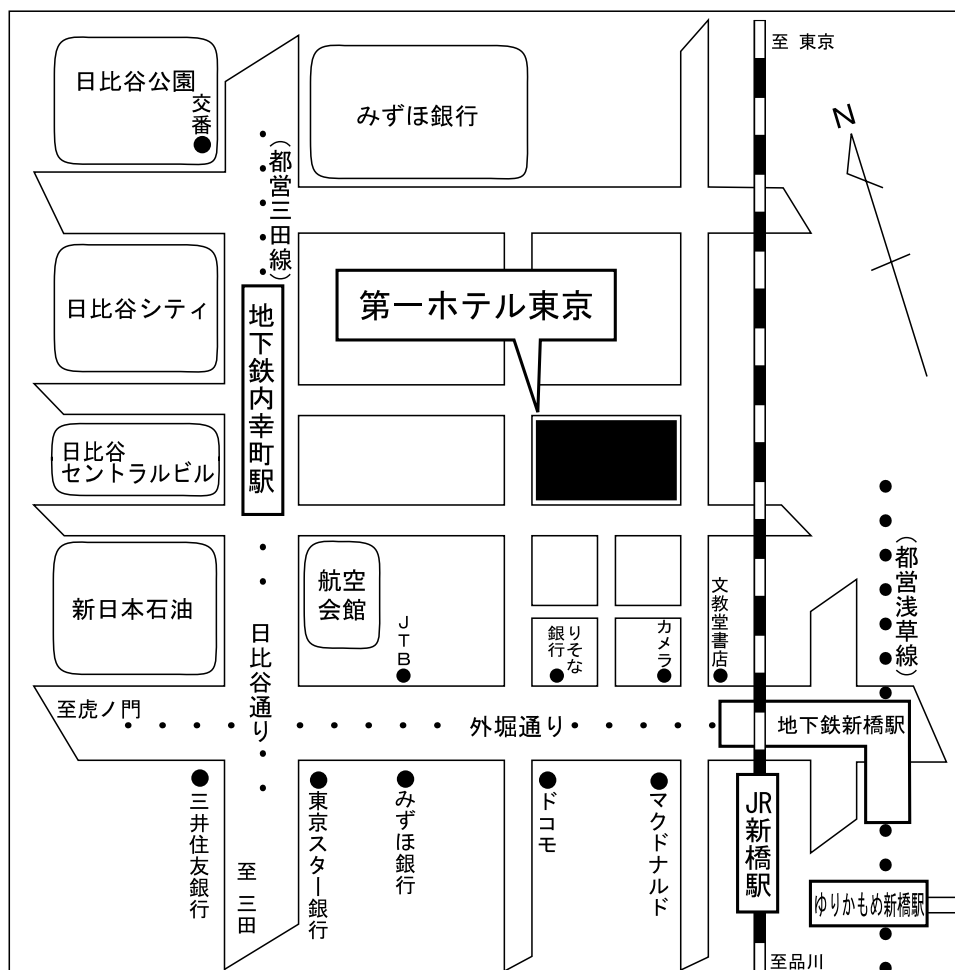 至 東京
日比谷公園
交番
みずほ銀行
N
(都営三田線)
日比谷シティ
第一ホテル東京
地下鉄内幸町駅
日比谷
セントラルビル
(都営浅草線)
新日本石油
航空
会館
JTB
りそな
銀行
カメラ
文教堂書店
日比谷通り
至虎ノ門
外堀通り
地下鉄新橋駅
三井住友銀行
東京スター銀行
みずほ銀行
ドコモ
マクドナルド
JR新橋駅
至 三田
ゆりかもめ新橋駅
至品川